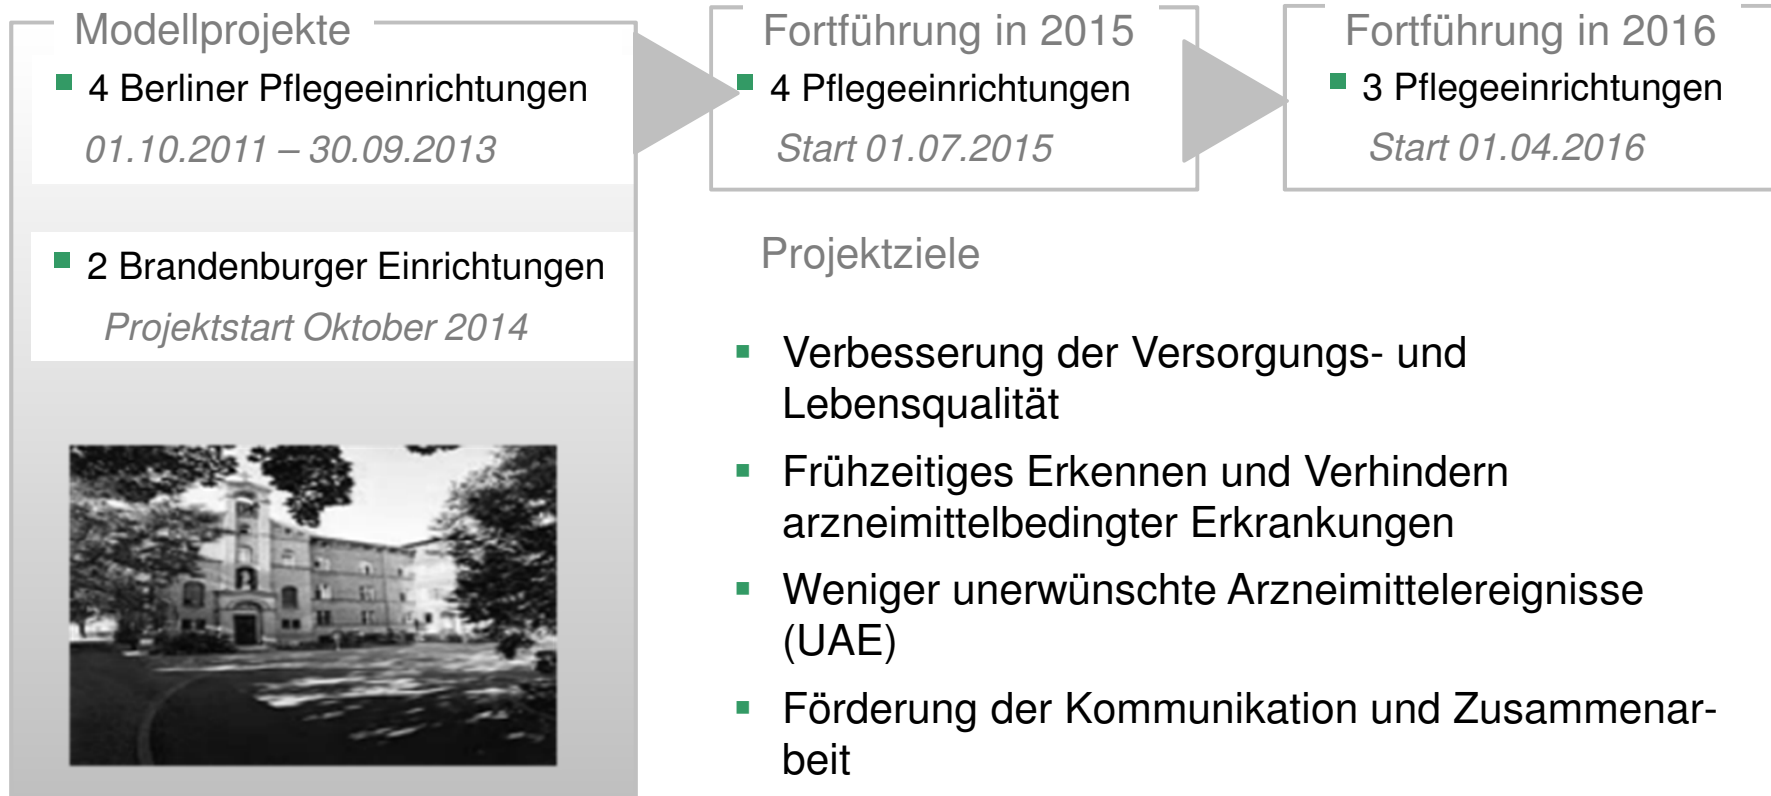 Modellprojekte
4 Berliner Pflegeeinrichtungen
01.10.2011 – 30.09.2013
2 Brandenburger Einrichtungen
Projektstart Oktober 2014
Fortführung in 2015
4 Pflegeeinrichtungen
Start 01.07.2015
Fortführung in 2016
3 Pflegeeinrichtungen
Start 01.04.2016
Projektziele
Verbesserung der Versorgungs- und
Lebensqualität
Frühzeitiges Erkennen und Verhindern
arzneimittelbedingter Erkrankungen
Weniger unerwünschte Arzneimittelereignisse
(UAE)
Förderung der Kommunikation und Zusammenar-
beit